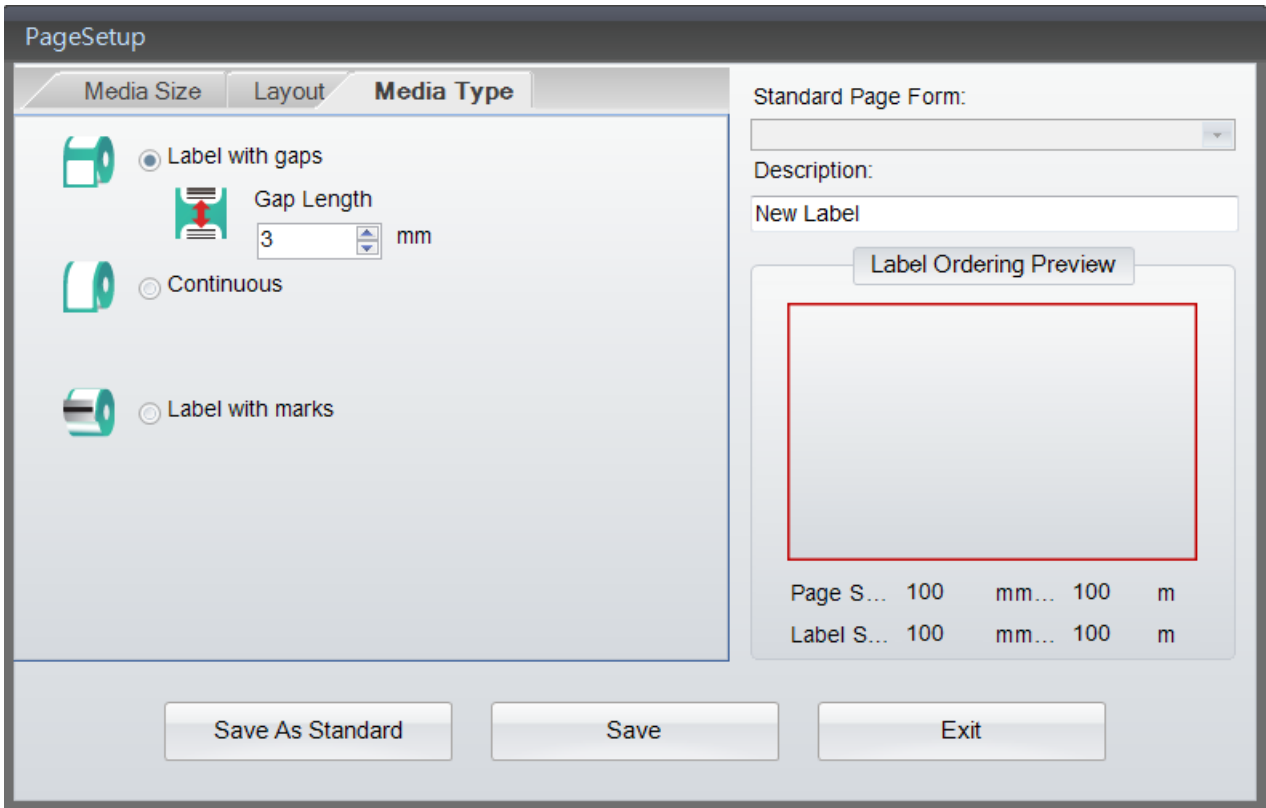 PageSetup
Media Size Layout Media Type
Label with gaps
Gap Length
3 mm
Continuous
Label with marks
Standard Page Form:
Description:
New Label
Label Ordering Preview
Page S... 100 mm... 100 m
Label S... 100 mm... 100 m
Save As Standard Save Exit